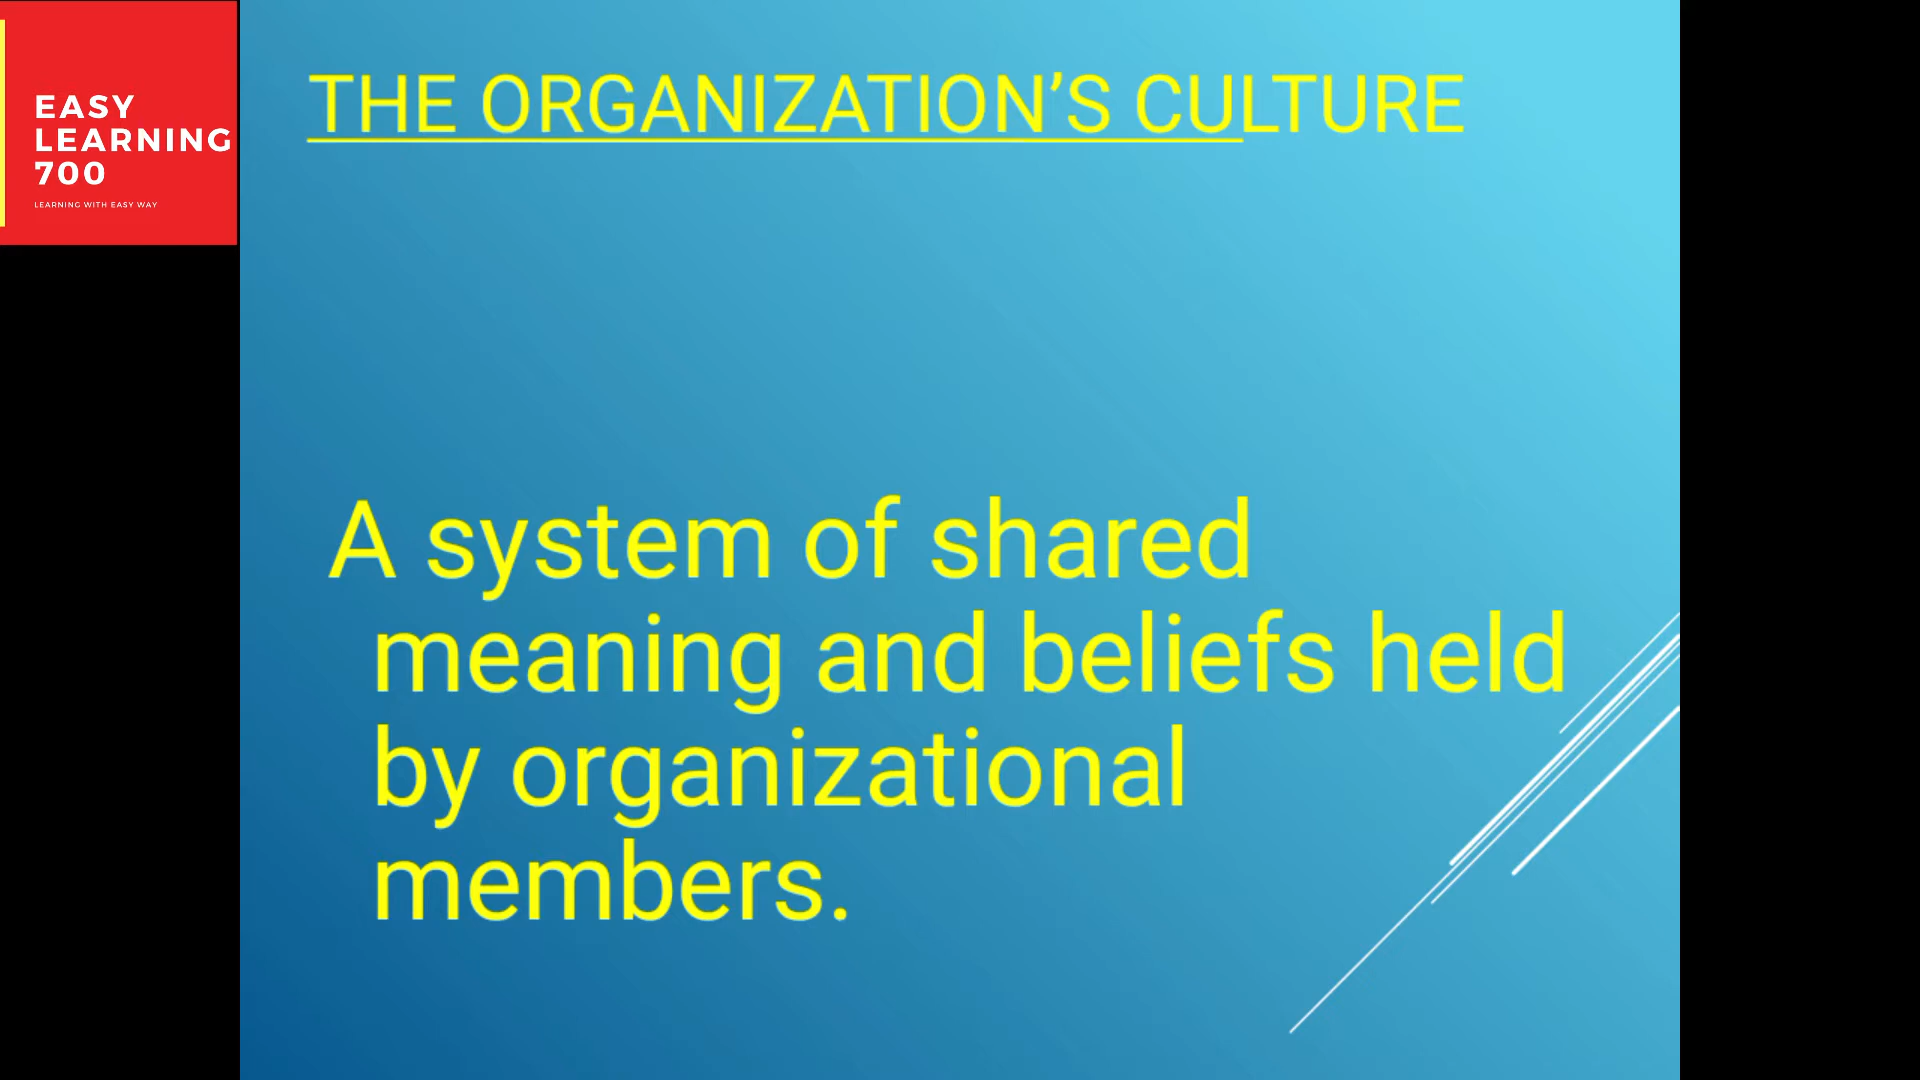 EASY
LEARNING
700
LEARNING WITH EASY WAY
THE ORGANIZATION’S CULTURE
A system of shared
meaning and beliefs held
by organizational
members.